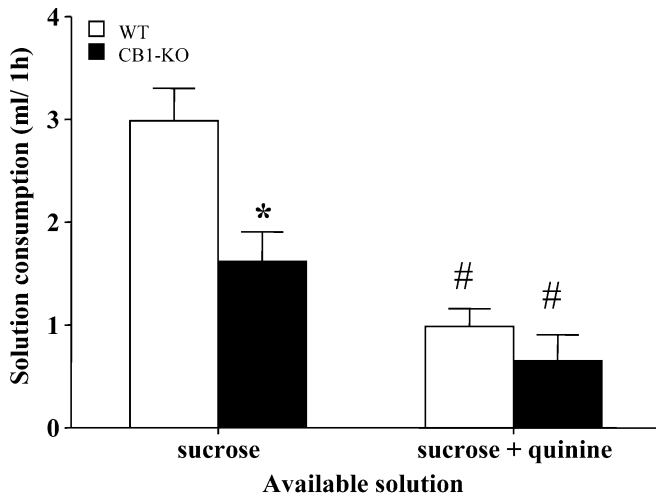 4
WT
CB1-KO
3
2
1
0
Solution consumption (ml/ 1h)
*
#
#
sucrose
sucrose + quinine
Available solution